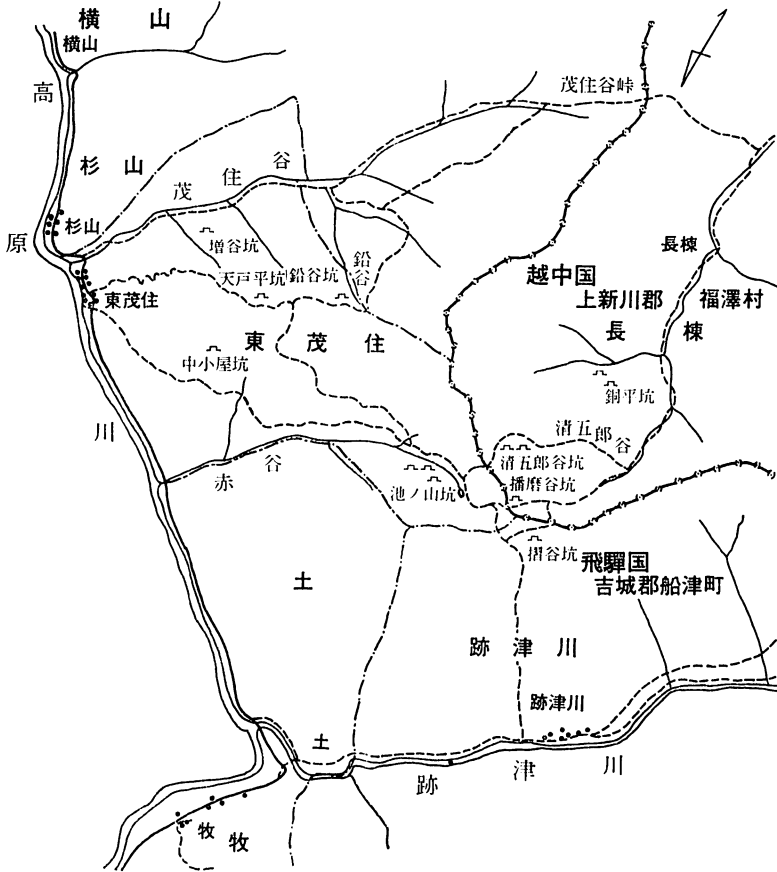 横山
横山
高原川
茂住谷峠
杉山
茂住谷
杉山
増谷坑
長棟
鉛谷
天戸平坑
鉛谷坑
越中国
上新川郡
福澤村
長棟
東茂住
東茂住
中小屋坑
銅平坑
清五郎谷
赤谷
清五郎谷坑
播磨谷坑
池ノ山坑
摺谷坑
飛驒国
吉城郡船津町
土
跡津川
跡津川
土
跡津川
牧
牧